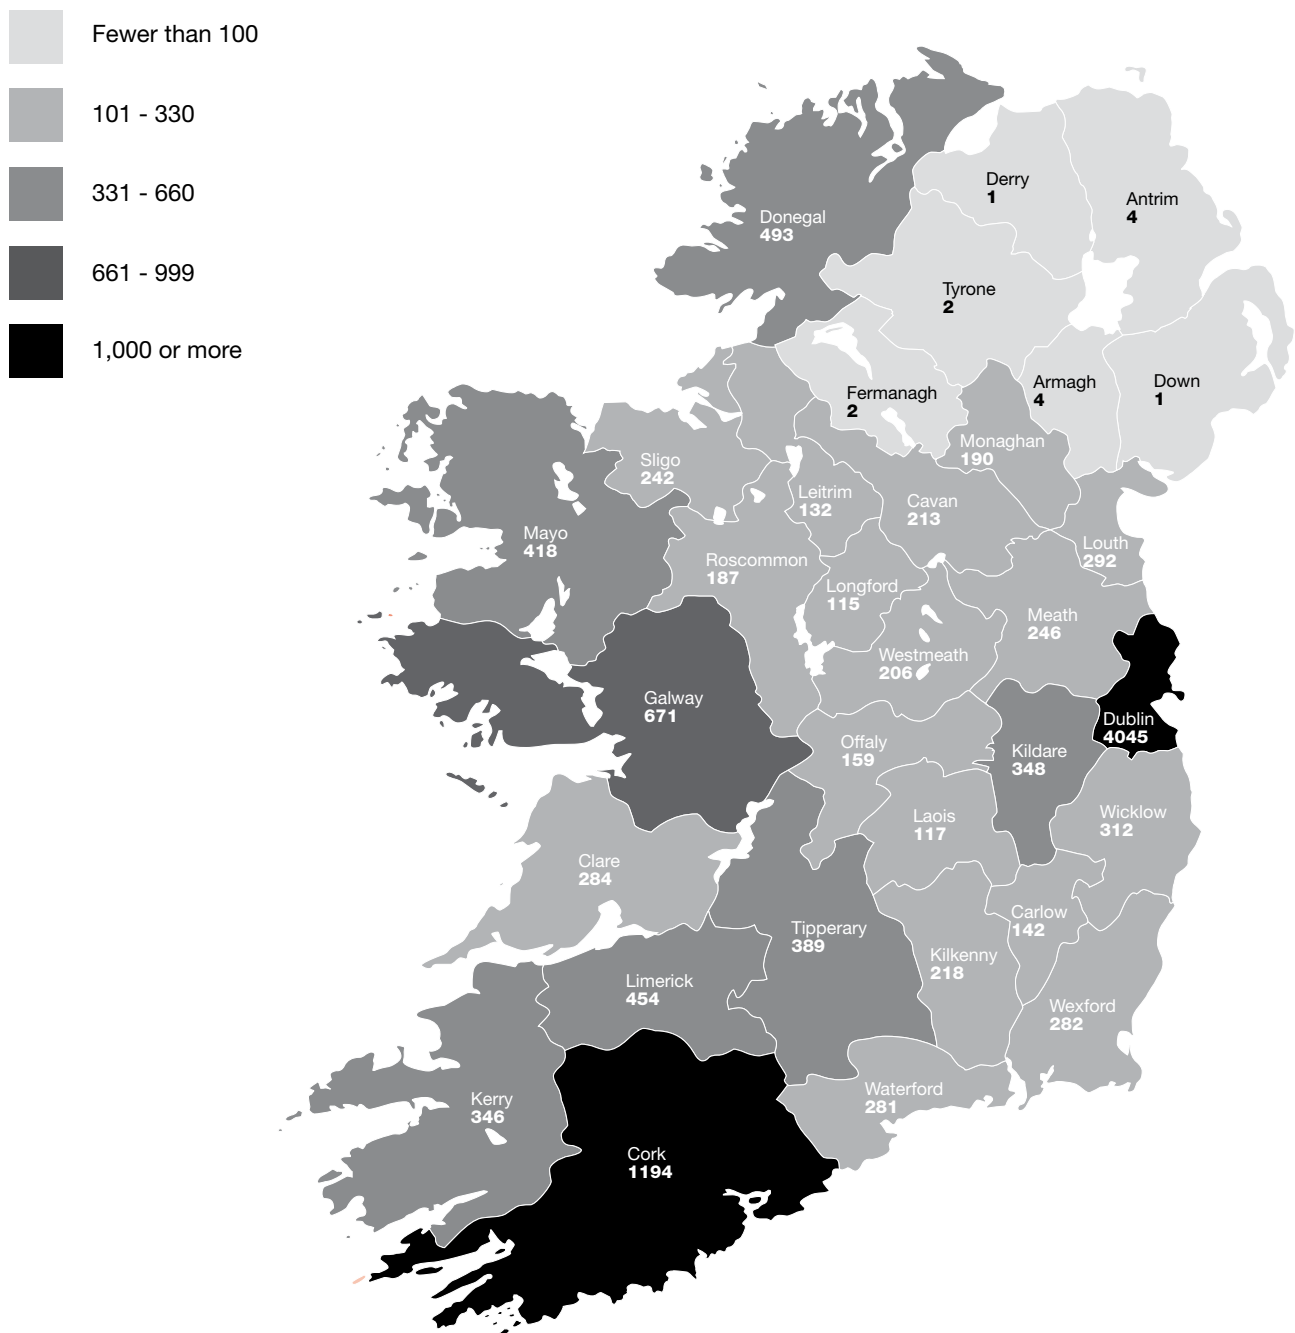 Fewer than 100
101 - 330
331 - 660
661 - 999
1,000 or more
Derry
1
Antrim
4
Donegal
493
Tyrone
2
Fermanagh
2
Armagh
4
Down
1
Monaghan
190
Sligo
242
Leitrim
132
Cavan
213
Mayo
418
Louth
292
Roscommon
187
Longford
115
Meath
246
Westmeath
206
Galway
671
Dublin
4045
Offaly
159
Kildare
348
Laois
117
Wicklow
312
Clare
284
Carlow
142
Tipperary
389
Kilkenny
218
Limerick
454
Wexford
282
Waterford
281
Kerry
346
Cork
1194